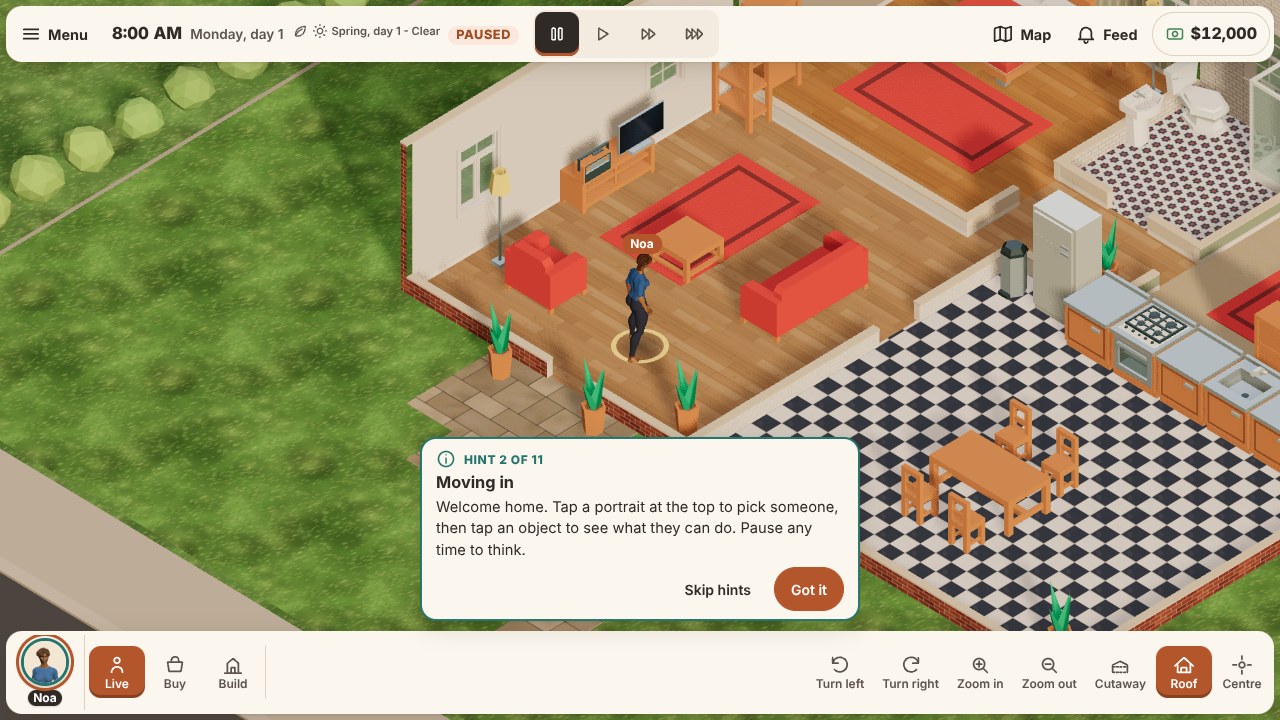 Menu
8:00 AM
Monday, day 1
Spring, day 1 - Clear
PAUSED
Map
Feed
$12,000
Noa
HINT 2 OF 11
Moving in
Welcome home. Tap a portrait at the top to pick someone,
then tap an object to see what they can do. Pause any
time to think.
Skip hints
Got it
Noa
Live
Buy
Build
Turn left
Turn right
Zoom in
Zoom out
Cutaway
Roof
Centre